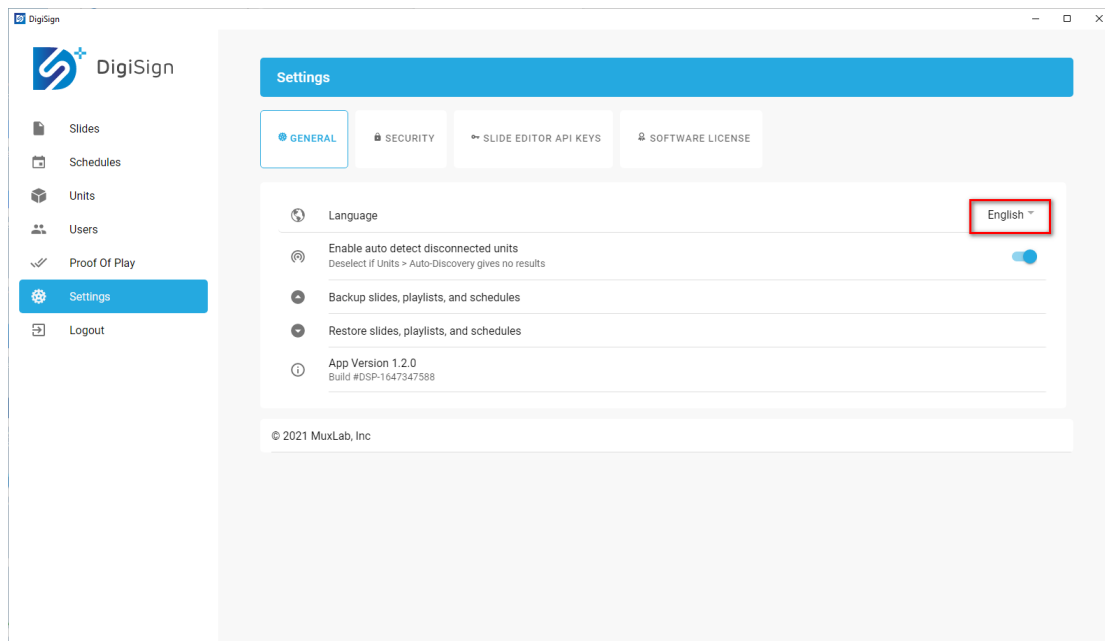 DigiSign
DigiSign
Slides
Schedules
Units
Users
Proof Of Play
Settings
Logout
Settings
GENERAL
SECURITY
SLIDE EDITOR API KEYS
SOFTWARE LICENSE
Language
English
Enable auto detect disconnected units
Deselect if Units > Auto-Discovery gives no results
Backup slides, playlists, and schedules
Restore slides, playlists, and schedules
App Version 1.2.0
Build #DSP-1647347588
© 2021 MuxLab, Inc